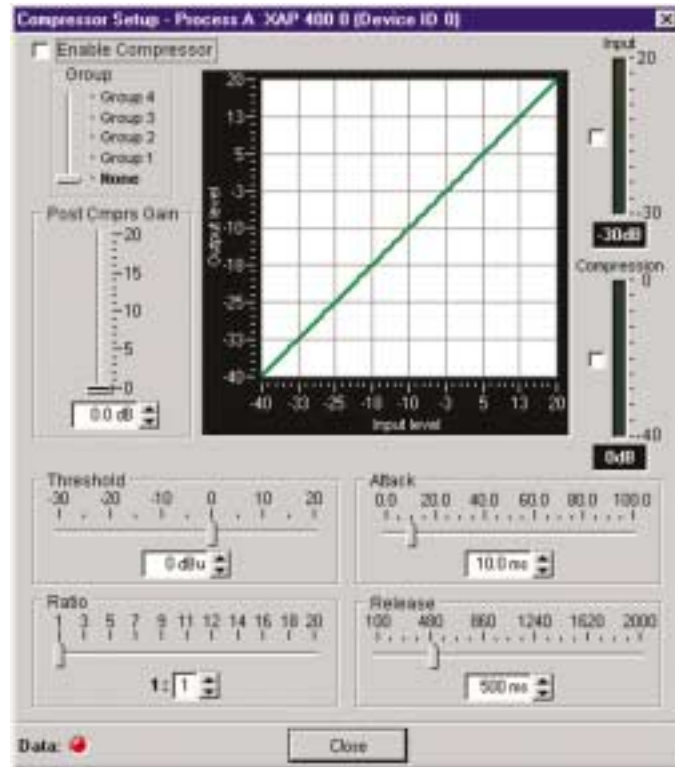 Compressor Setup - Process A XAP 400 0 (Device ID 0)
Enable Compressor
Group
Group 4
Group 3
Group 2
Group 1
None
Post Cmprs Gain
20
15
10
5
0
0.0 dB
Output level
20
13
5
-3
-10
-18
-25
-33
-40
-40 -33 -25 -18 -10 -3 5 13 20
Input level
Input
20
-30
-30dB
Compression
0
-40
0dB
Threshold
-30 -20 -10 0 10 20
0 dBu
Attack
0.0 20.0 40.0 60.0 80.0 100.0
10.0 ms
Ratio
1 3 5 7 9 11 12 14 16 18 20
1: 1
Release
100 480 860 1240 1620 2000
500 ms
Data:
Close